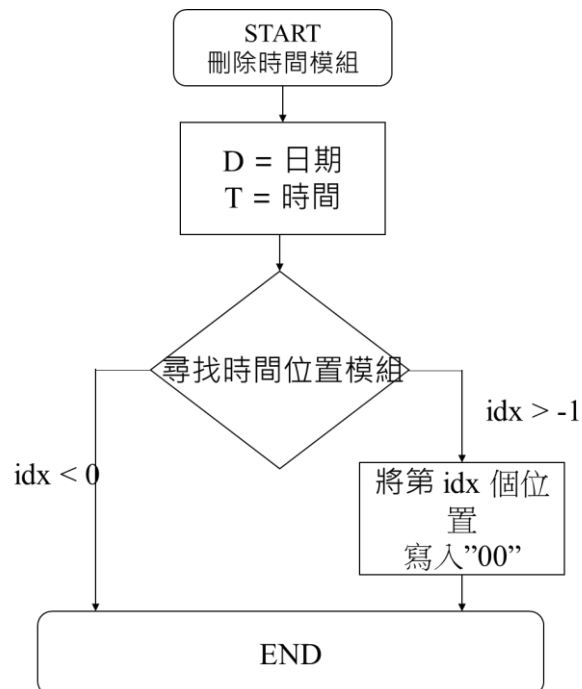 START
刪除時間模組
D = 日期
T = 時間
尋找時間位置模組
idx > -1
idx < 0
將第 idx 個位
置
寫入”00”
END